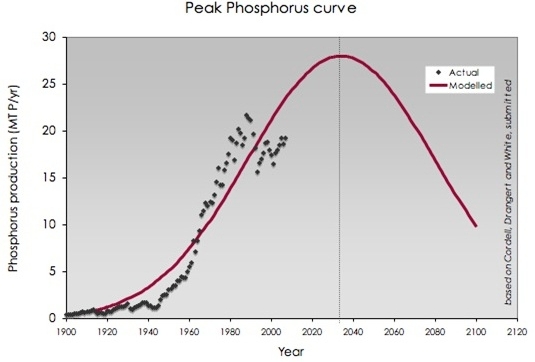 Peak Phosphorus curve
Phosphorus production (MT P/yr)
30
25
20
15
10
5
0
Actual
Modelled
based on Cordell, Drangert and White, submitted
1900 1920 1940 1960 1980 2000 2020 2040 2060 2080 2100 2120
Year